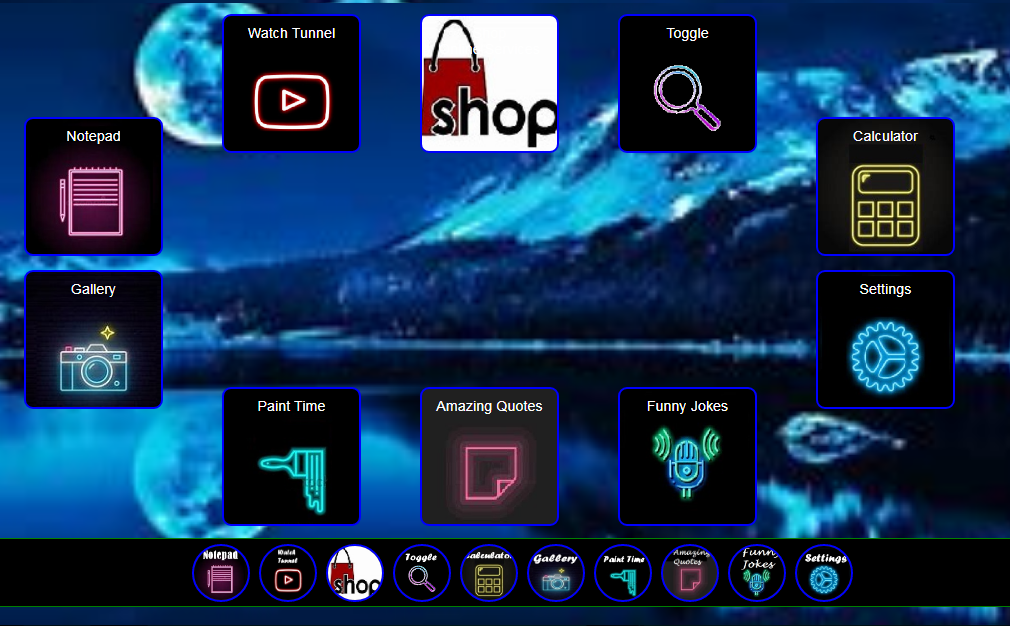 Watch Tunnel
shop
Toggle
Notepad
Calculator
Gallery
Settings
Paint Time
Amazing Quotes
Funny Jokes
Notepad
Watch
Tunnel
shop
Toggle
Calculator
Gallery
Paint Time
Amazing
Quotes
Funny
Jokes
Settings